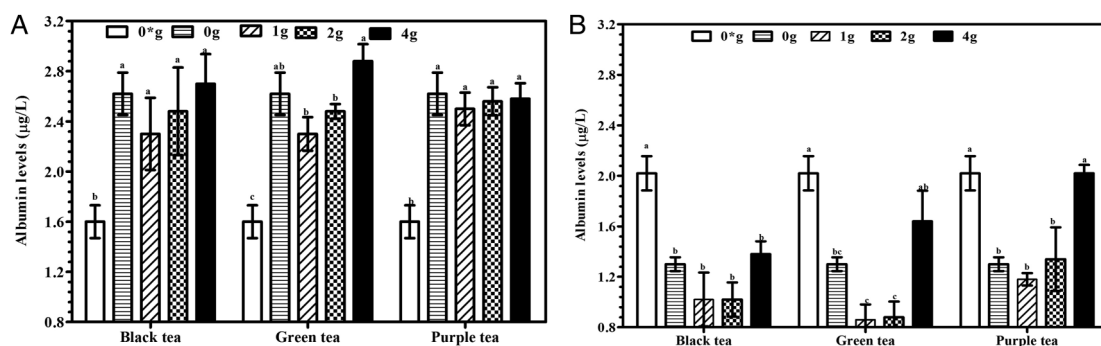 A
Albumin levels (µg/L)
3.2
2.8
2.4
2.0
1.6
1.2
0.8
0*g 0g 1g 2g 4g
b a a a a
c ab b b a
b a a a a
Black tea Green tea Purple tea
B
Albumin levels (µg/L)
3.2
2.8
2.4
2.0
1.6
1.2
0.8
0*g 0g 1g 2g 4g
a b b b b
a bc c c ab
a b b b a
Black tea Green tea Purple tea